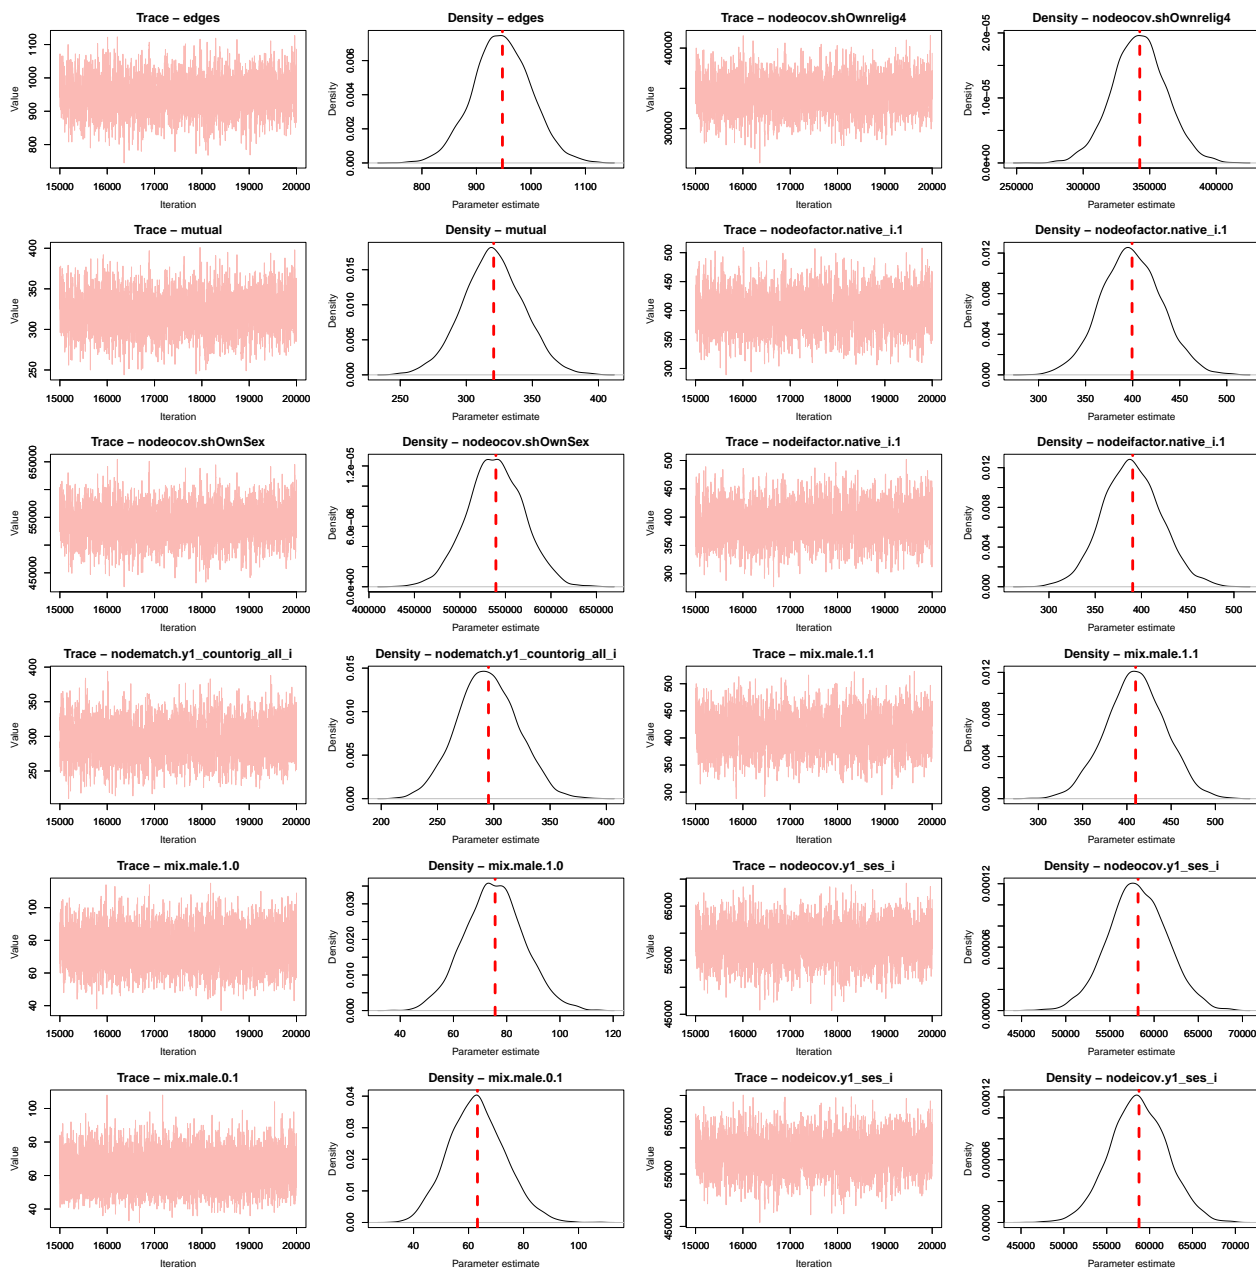 Trace − edges
Value
800 900 1000 1100
15000 16000 17000 18000 19000 20000
Iteration
Density − edges
Density
0.000 0.002 0.004 0.006
800 900 1000 1100
Parameter estimate
Trace − nodeocov.shOwnrelig4
Value
300000 400000
15000 16000 17000 18000 19000 20000
Iteration
Density − nodeocov.shOwnrelig4
Density
0.0e+00 1.0e−05 2.0e−05
250000 300000 350000 400000
Parameter estimate
Trace − mutual
Value
250 300 350 400
15000 16000 17000 18000 19000 20000
Iteration
Density − mutual
Density
0.000 0.005 0.010 0.015
250 300 350 400
Parameter estimate
Trace − nodeofactor.native_i.1
Value
300 350 400 450 500
15000 16000 17000 18000 19000 20000
Iteration
Density − nodeofactor.native_i.1
Density
0.000 0.004 0.008 0.012
300 350 400 450 500
Parameter estimate
Trace − nodeocov.shOwnSex
Value
450000 550000 650000
15000 16000 17000 18000 19000 20000
Iteration
Density − nodeocov.shOwnSex
Density
0.0e+00 6.0e−06 1.2e−05
400000 450000 500000 550000 600000 650000
Parameter estimate
Trace − nodeifactor.native_i.1
Value
300 350 400 450 500
15000 16000 17000 18000 19000 20000
Iteration
Density − nodeifactor.native_i.1
Density
0.000 0.004 0.008 0.012
300 350 400 450 500
Parameter estimate
Trace − nodematch.y1_countorig_all_i
Value
250 300 350 400
15000 16000 17000 18000 19000 20000
Iteration
Density − nodematch.y1_countorig_all_i
Density
0.000 0.005 0.010 0.015
200 250 300 350 400
Parameter estimate
Trace − mix.male.1.1
Value
300 350 400 450 500
15000 16000 17000 18000 19000 20000
Iteration
Density − mix.male.1.1
Density
0.000 0.004 0.008 0.012
300 400 500
Parameter estimate
Trace − mix.male.1.0
Value
40 60 80 100
15000 16000 17000 18000 19000 20000
Iteration
Density − mix.male.1.0
Density
0.000 0.010 0.020 0.030
40 60 80 100 120
Parameter estimate
Trace − nodeocov.y1_ses_i
Value
45000 55000 65000
15000 16000 17000 18000 19000 20000
Iteration
Density − nodeocov.y1_ses_i
Density
0.00000 0.00006 0.00012
45000 50000 55000 60000 65000 70000
Parameter estimate
Trace − mix.male.0.1
Value
40 60 80 100
15000 16000 17000 18000 19000 20000
Iteration
Density − mix.male.0.1
Density
0.00 0.01 0.02 0.03 0.04
40 60 80 100
Parameter estimate
Trace − nodeicov.y1_ses_i
Value
45000 55000 65000
15000 16000 17000 18000 19000 20000
Iteration
Density − nodeicov.y1_ses_i
Density
0.00000 0.00006 0.00012
45000 50000 55000 60000 65000 70000
Parameter estimate